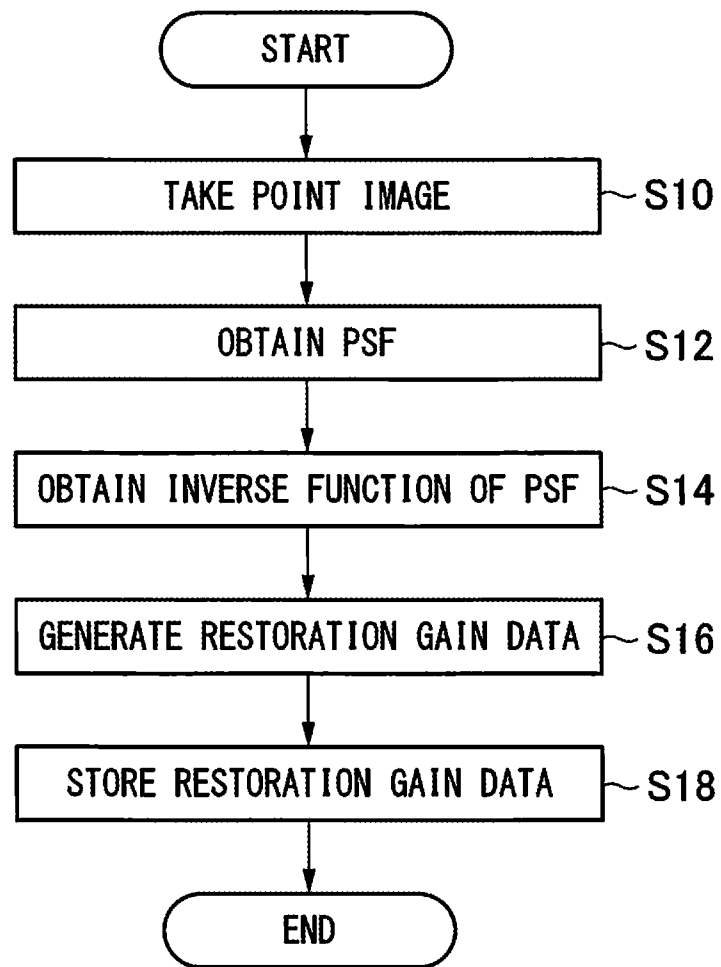 START
TAKE POINT IMAGE
S10
OBTAIN PSF
S12
OBTAIN INVERSE FUNCTION OF PSF
S14
GENERATE RESTORATION GAIN DATA
S16
STORE RESTORATION GAIN DATA
S18
END